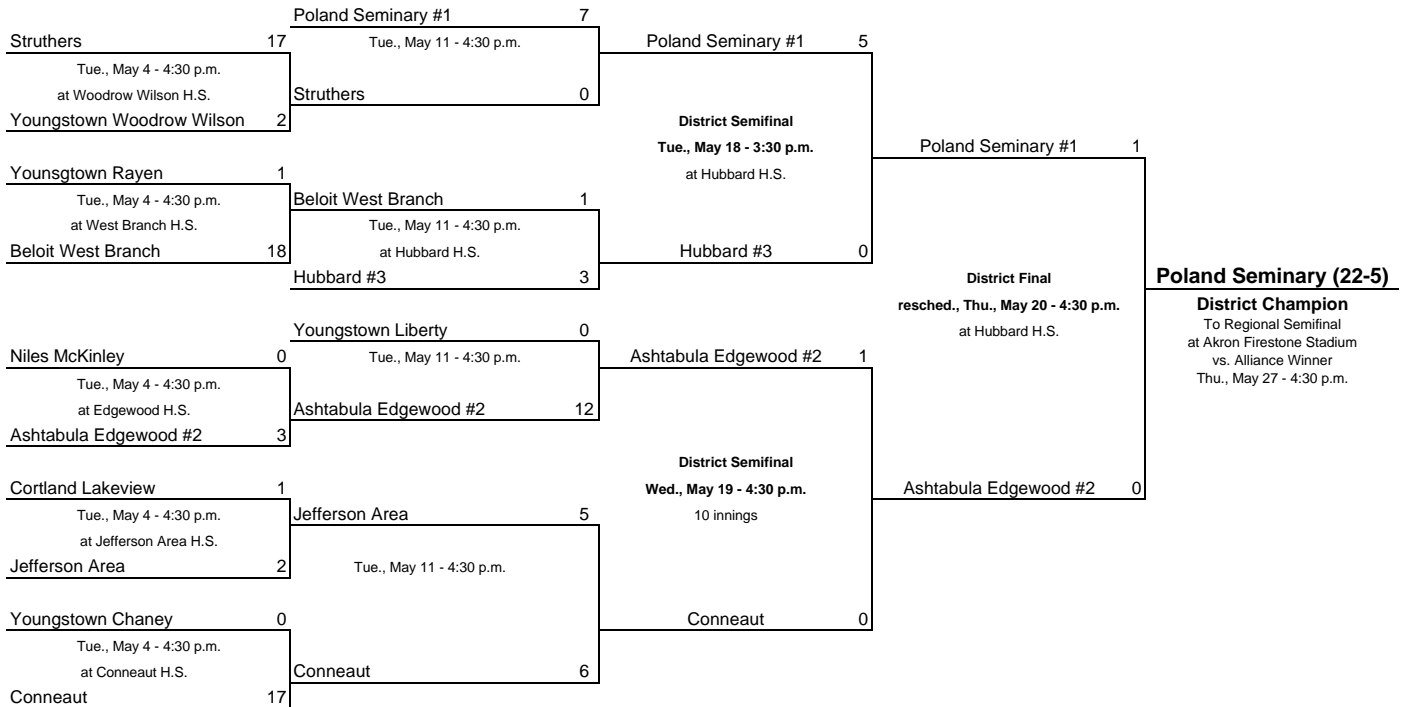 Poland Seminary #1 7
Struthers 17
Tue., May 11 - 4:30 p.m.
Poland Seminary #1 5
Tue., May 4 - 4:30 p.m.
at Woodrow Wilson H.S.
Struthers 0
Youngstown Woodrow Wilson 2
District Semifinal
Tue., May 18 - 3:30 p.m.
at Hubbard H.S.
Poland Seminary #1 1
Younsgtown Rayen 1
Tue., May 4 - 4:30 p.m.
at West Branch H.S.
Beloit West Branch 18
Beloit West Branch 1
Tue., May 11 - 4:30 p.m.
at Hubbard H.S.
Hubbard #3 3
Hubbard #3 0
District Final
resched., Thu., May 20 - 4:30 p.m.
at Hubbard H.S.
Poland Seminary (22-5)
District Champion
To Regional Semifinal
at Akron Firestone Stadium
vs. Alliance Winner
Thu., May 27 - 4:30 p.m.
Youngstown Liberty 0
Niles McKinley 0
Tue., May 11 - 4:30 p.m.
Ashtabula Edgewood #2 1
Tue., May 4 - 4:30 p.m.
at Edgewood H.S.
Ashtabula Edgewood #2 12
Ashtabula Edgewood #2 3
District Semifinal
Wed., May 19 - 4:30 p.m.
10 innings
Ashtabula Edgewood #2 0
Cortland Lakeview 1
Tue., May 4 - 4:30 p.m.
at Jefferson Area H.S.
Jefferson Area 2
Jefferson Area 5
Tue., May 11 - 4:30 p.m.
Youngstown Chaney 0
Conneaut 0
Tue., May 4 - 4:30 p.m.
at Conneaut H.S.
Conneaut 6
Conneaut 17